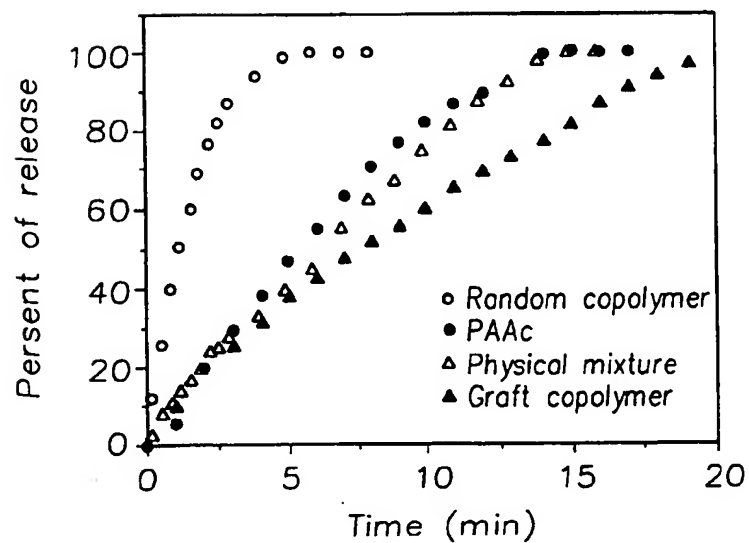 Persent of release
100
80
60
40
20
0
Random copolymer
PAAc
Physical mixture
Graft copolymer
0 5 10 15 20
Time (min)